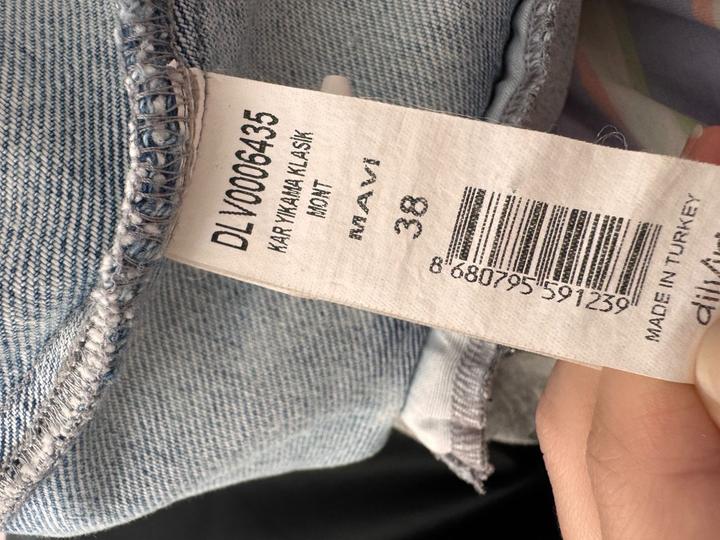 DLV0006435
KAR YIKAMA KLASİK
MONT
MAVİ
38
8 680795 591239
MADE IN TURKEY